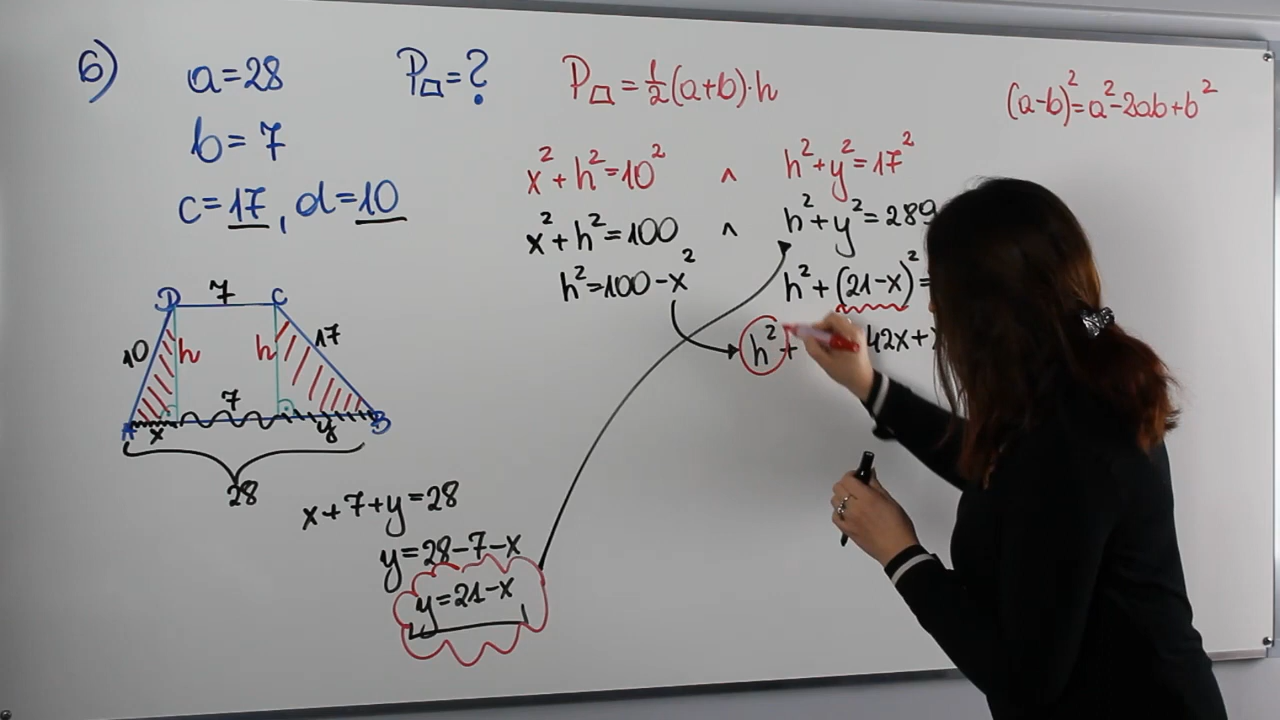 6) a=28
b=7
c=17, d=10
P▱=?
P▱=½(a+b)·h
(a-b)²=a²-2ab+b²
x²+h²=10² ∧ h²+y²=17²
x²+h²=100 ∧ h²+y²=289
h²=100-x²
h²+(21-x)²=
h²+ 42x+
D 7 C
10 h h 17
7
A x y B
28
x+7+y=28
y=28-7-x
y=21-x